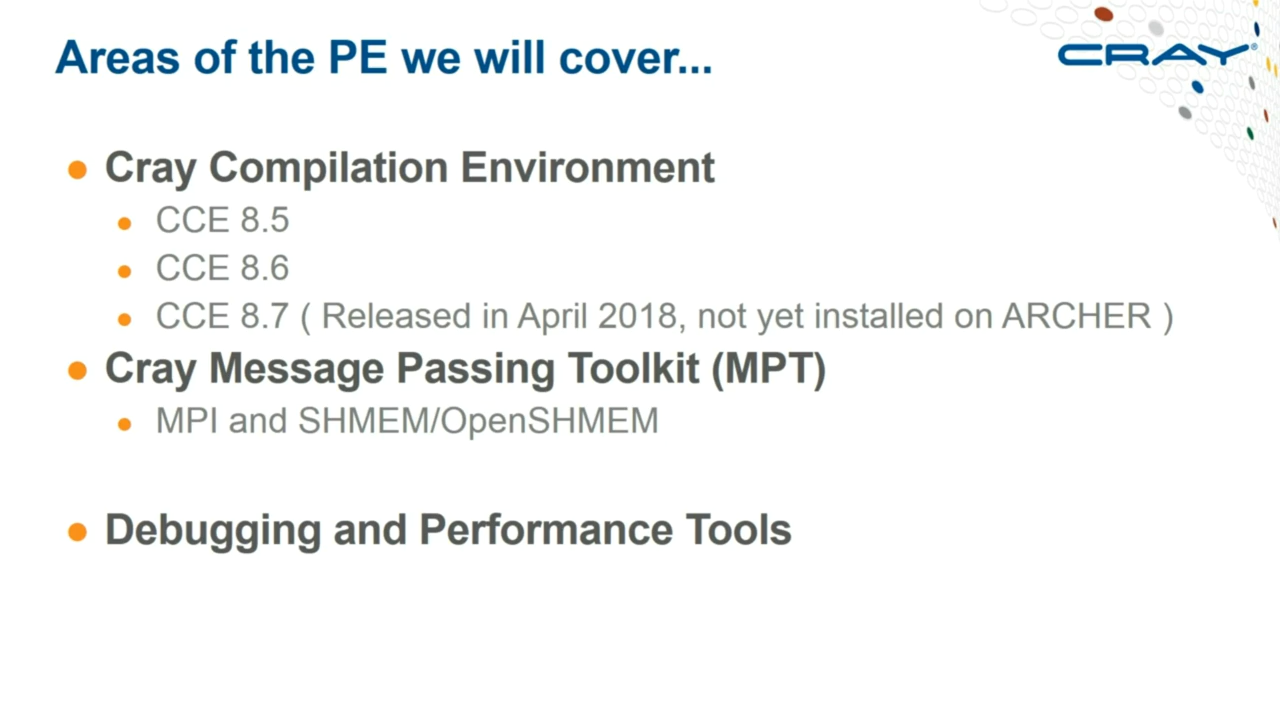 Areas of the PE we will cover...
CRAY®
Cray Compilation Environment
CCE 8.5
CCE 8.6
CCE 8.7 ( Released in April 2018, not yet installed on ARCHER )
Cray Message Passing Toolkit (MPT)
MPI and SHMEM/OpenSHMEM
Debugging and Performance Tools